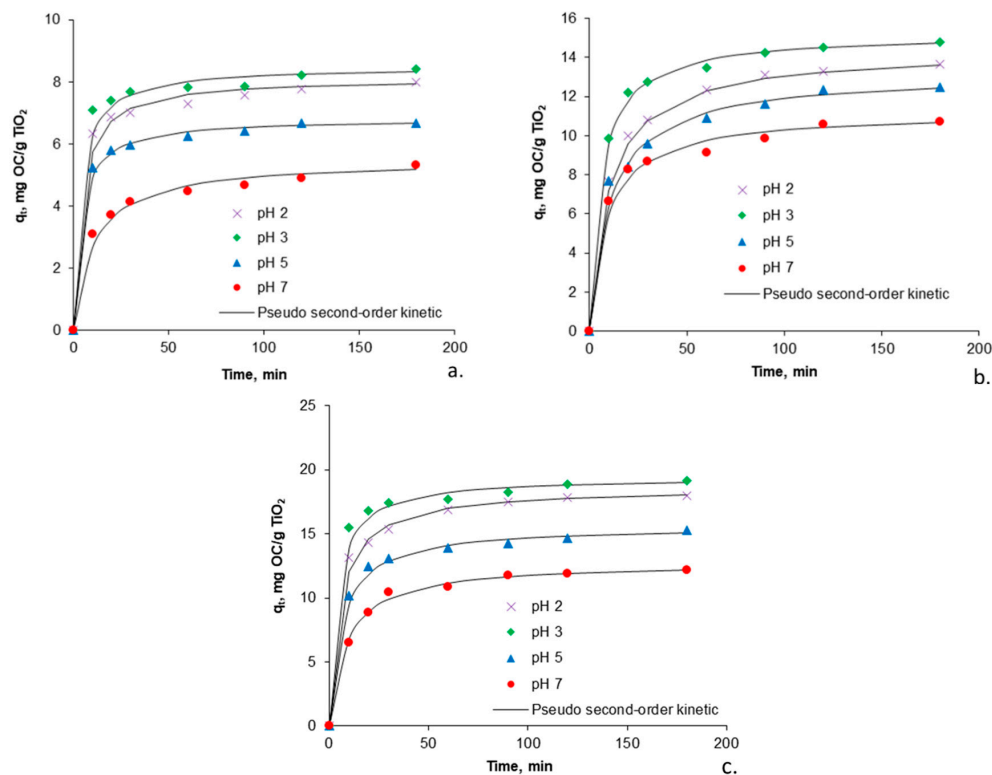 10
8
6
4
2
0
qt, mg OC/g TiO2
pH 2
pH 3
pH 5
pH 7
Pseudo second-order kinetic
0 50 100 150 200
Time, min
a.
16
14
12
10
8
6
4
2
0
qt, mg OC/g TiO2
pH 2
pH 3
pH 5
pH 7
Pseudo second-order kinetic
0 50 100 150 200
Time, min
b.
25
20
15
10
5
0
qt, mg OC/g TiO2
pH 2
pH 3
pH 5
pH 7
Pseudo second-order kinetic
0 50 100 150 200
Time, min
c.